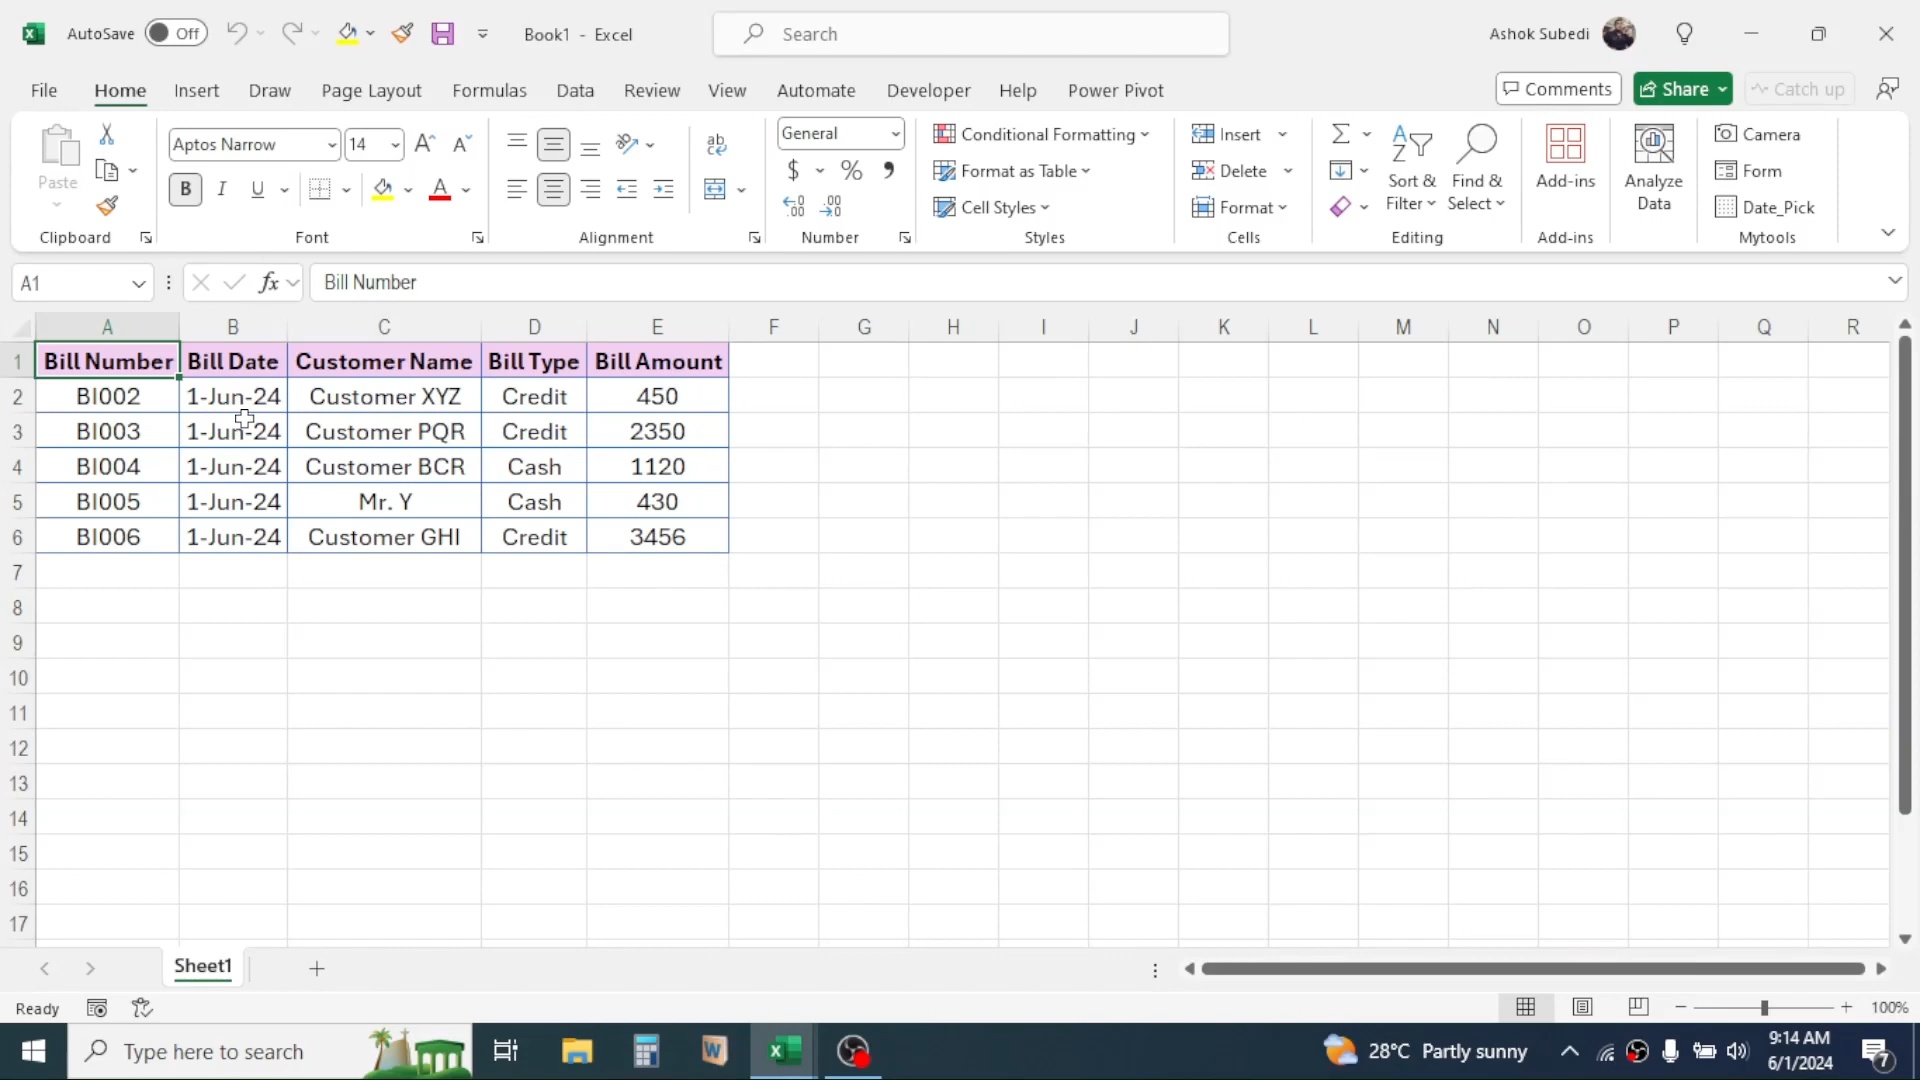 AutoSave Off Book1 - Excel Search Ashok Subedi
File Home Insert Draw Page Layout Formulas Data Review View Automate Developer Help Power Pivot Comments Share Catch up
Paste
Clipboard
Aptos Narrow 14
B I U A
Font
ab
Alignment
General
$ % 9
.00 .00
Number
Conditional Formatting
Format as Table
Cell Styles
Styles
Insert
Delete
Format
Cells
Sort &
Filter
Find &
Select
Editing
Add-ins
Add-ins
Analyze
Data
Camera
Form
Date_Pick
Mytools
A1 fx Bill Number
A B C D E F G H I J K L M N O P Q R
1 Bill Number Bill Date Customer Name Bill Type Bill Amount
2 BI002 1-Jun-24 Customer XYZ Credit 450
3 BI003 1-Jun-24 Customer PQR Credit 2350
4 BI004 1-Jun-24 Customer BCR Cash 1120
5 BI005 1-Jun-24 Mr. Y Cash 430
6 BI006 1-Jun-24 Customer GHI Credit 3456
7
8
9
10
11
12
13
14
15
16
17
Sheet1
Ready 100%
Type here to search 28°C Partly sunny 9:14 AM
6/1/2024 7